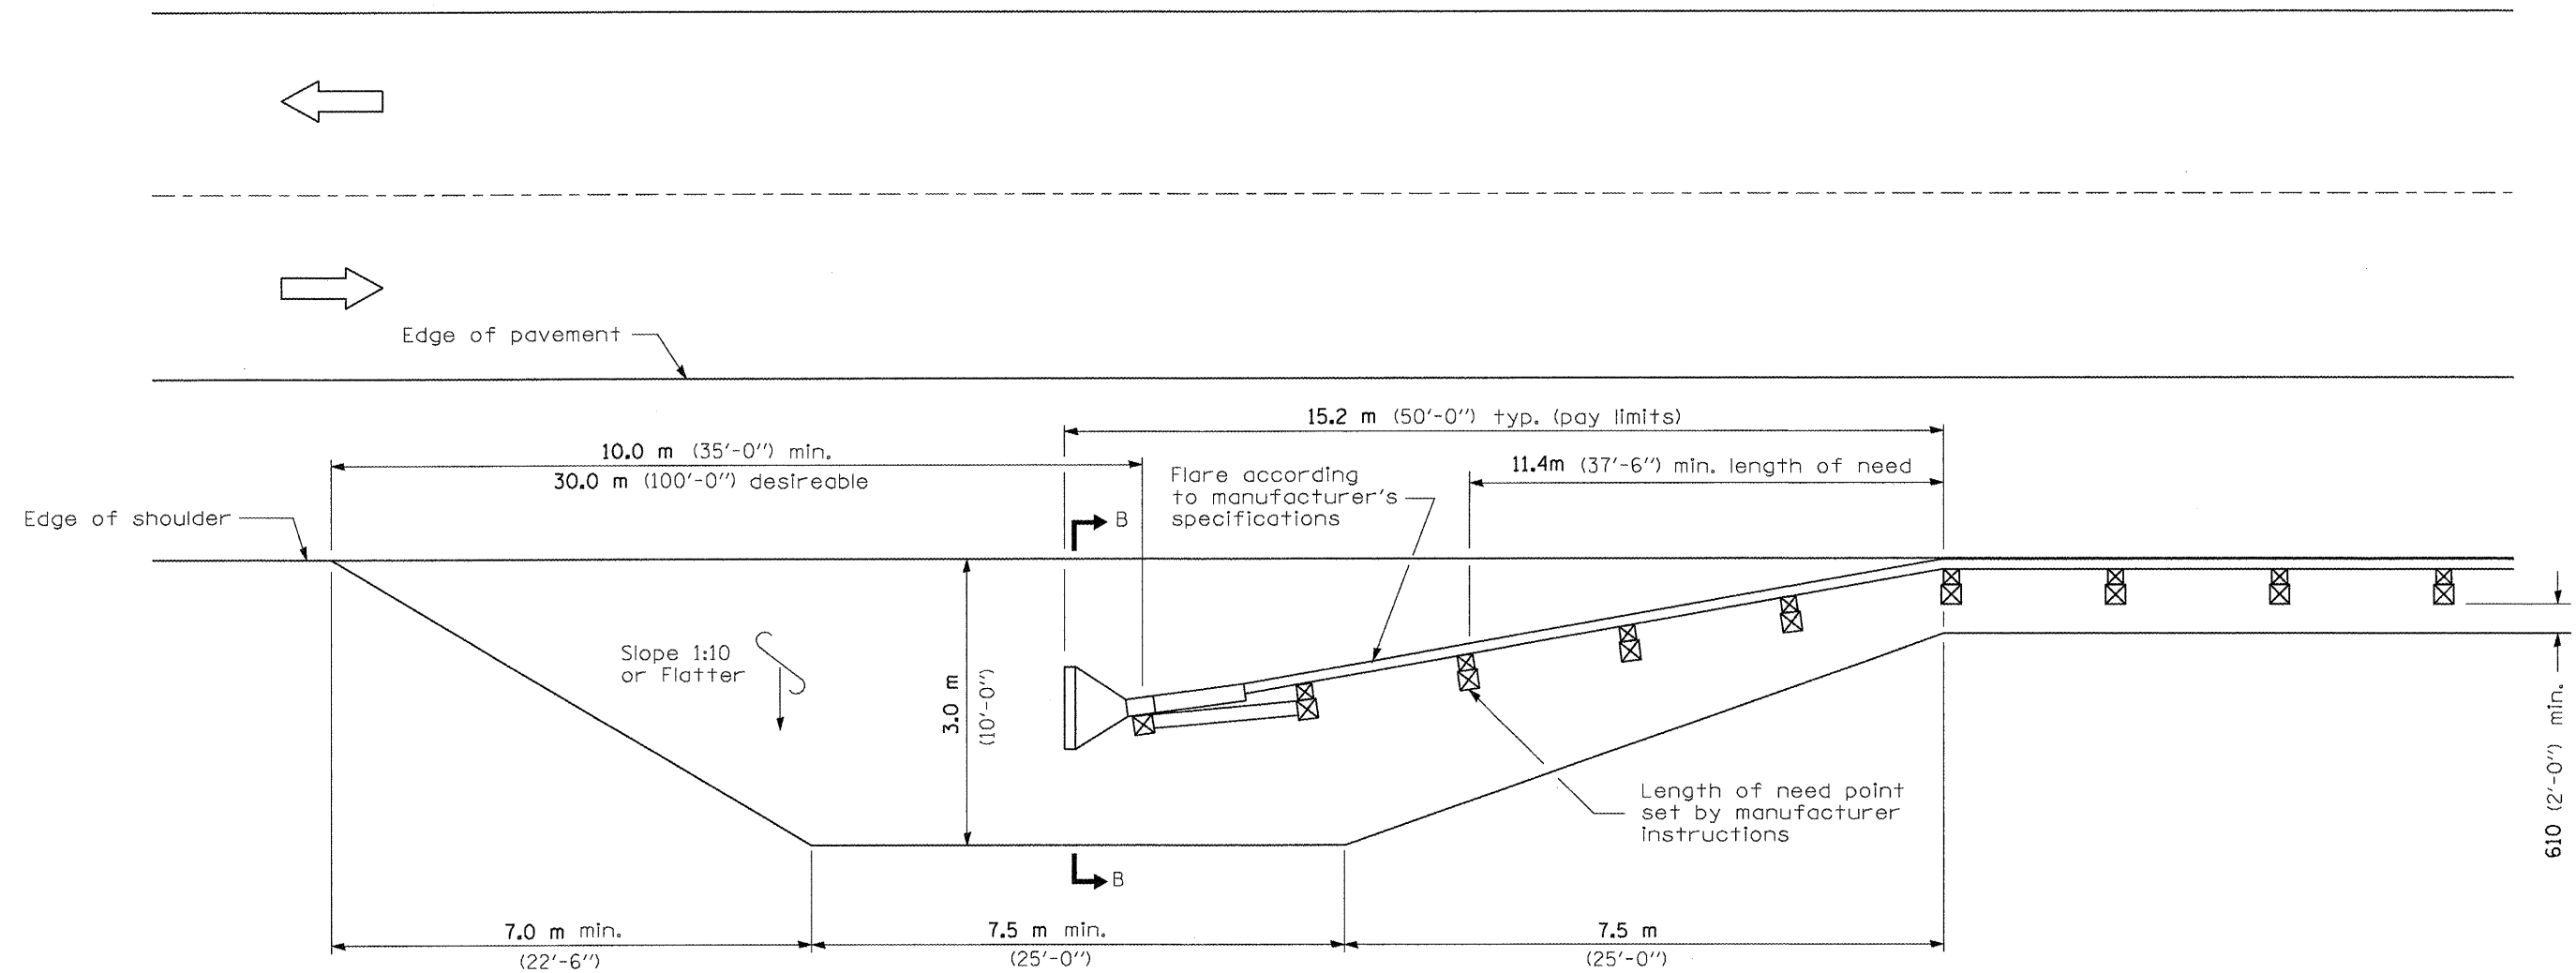 Edge of pavement
15.2 m (50'-0") typ. (pay limits)
10.0 m (35'-0") min.
30.0 m (100'-0") desireable
Flare according
to manufacturer's
specifications
11.4m (37'-6") min. length of need
Edge of shoulder
B
Slope 1:10
or Flatter
3.0 m
(10'-0")
610 (2'-0") min.
Length of need point
set by manufacturer
instructions
B
7.0 m min.
(22'-6")
7.5 m min.
(25'-0")
7.5 m
(25'-0")